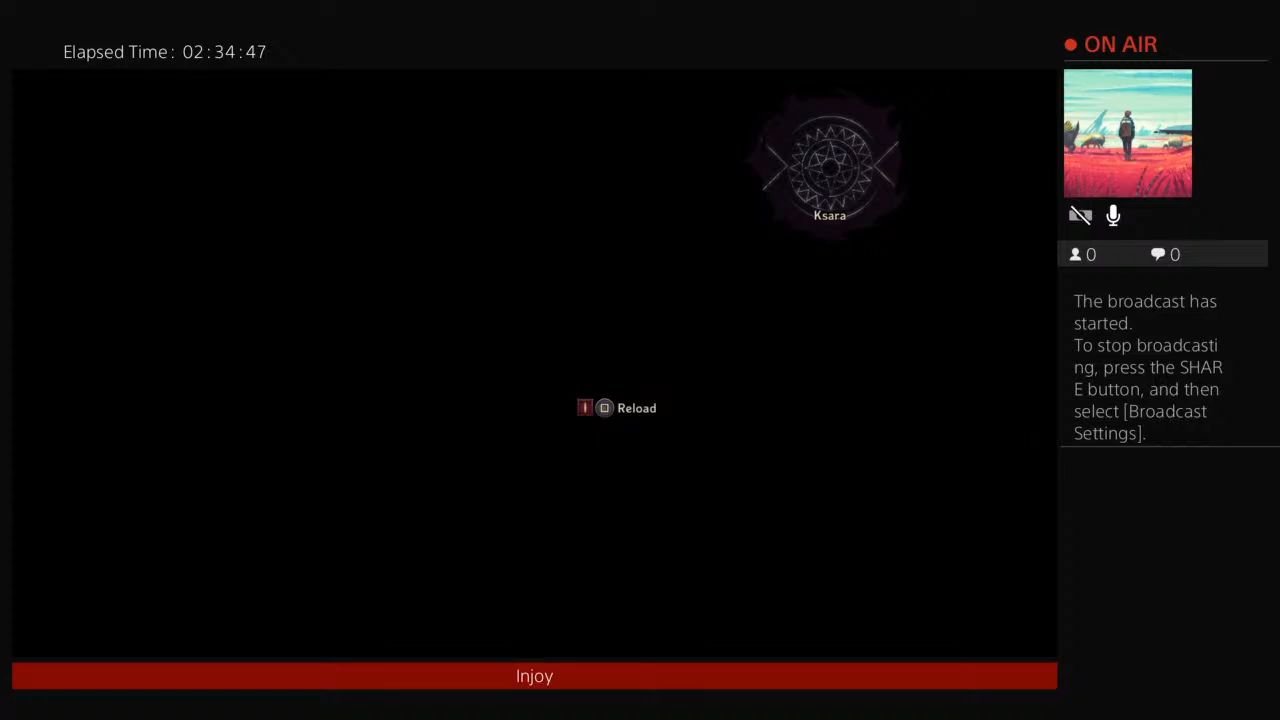 Elapsed Time: 02:34:47
ON AIR
Ksara
0
0
The broadcast has
started.
To stop broadcasti
ng, press the SHAR
E button, and then
select [Broadcast
Settings].
Reload
Injoy